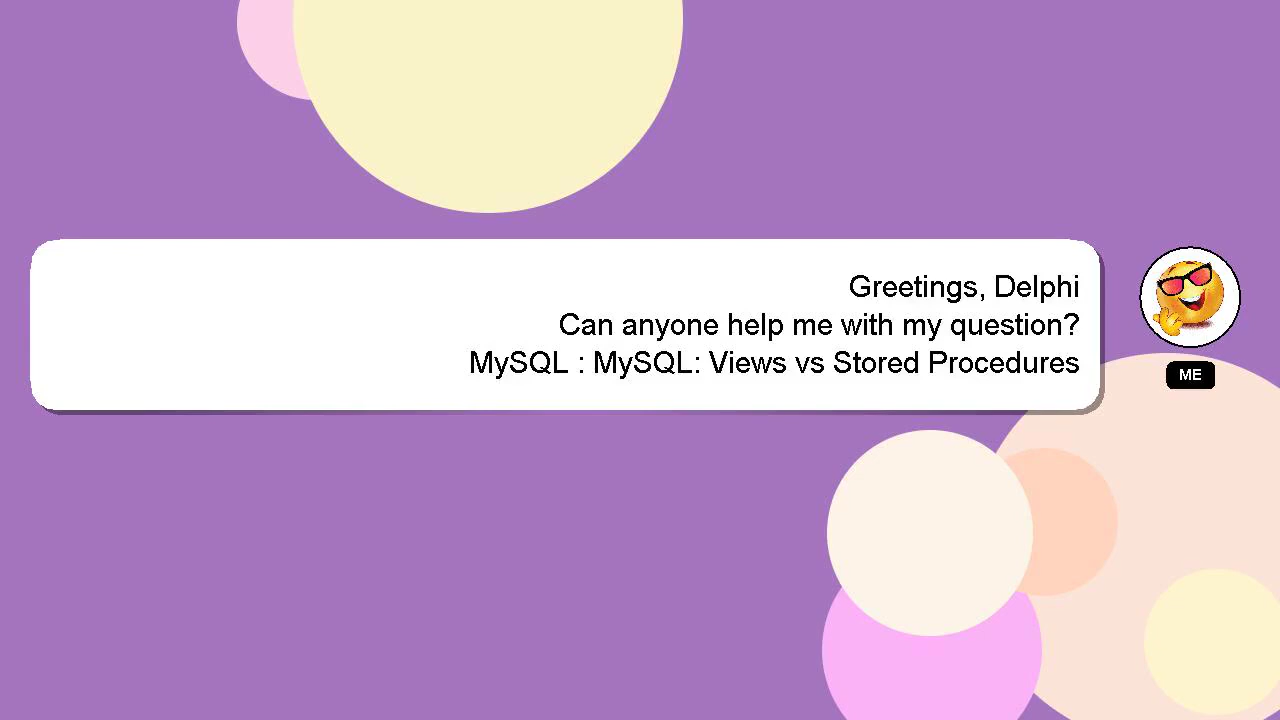 Greetings, Delphi
Can anyone help me with my question?
MySQL : MySQL: Views vs Stored Procedures
ME